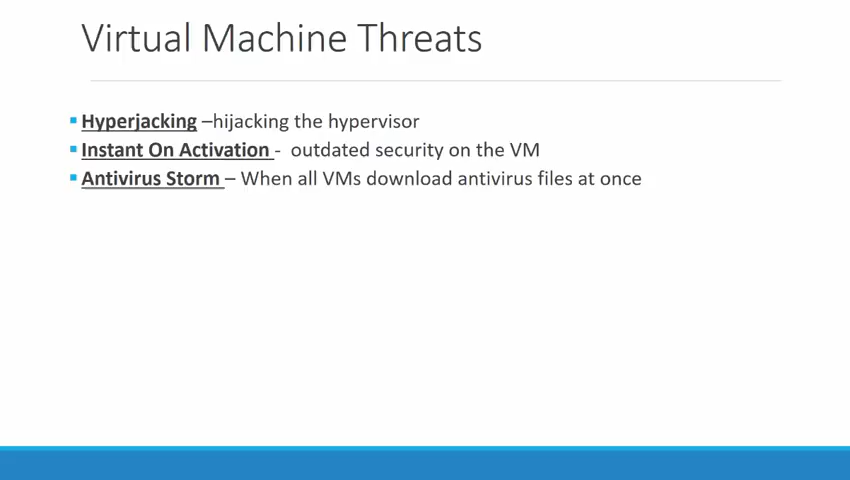 Virtual Machine Threats
▪ Hyperjacking –hijacking the hypervisor
▪ Instant On Activation - outdated security on the VM
▪ Antivirus Storm – When all VMs download antivirus files at once